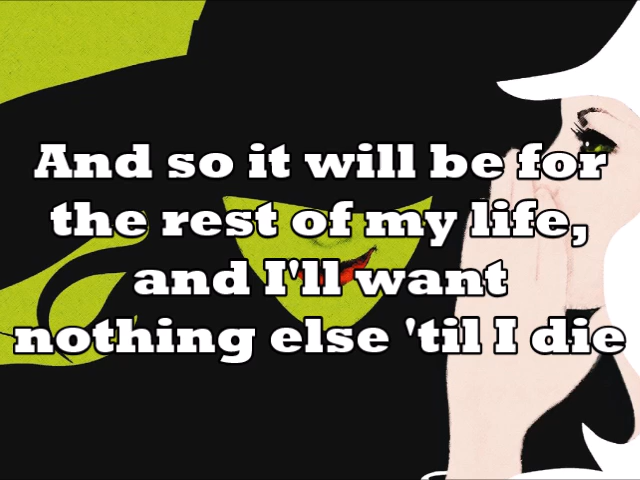 And so it will be for
the rest of my life,
and I'll want
nothing else 'til I die